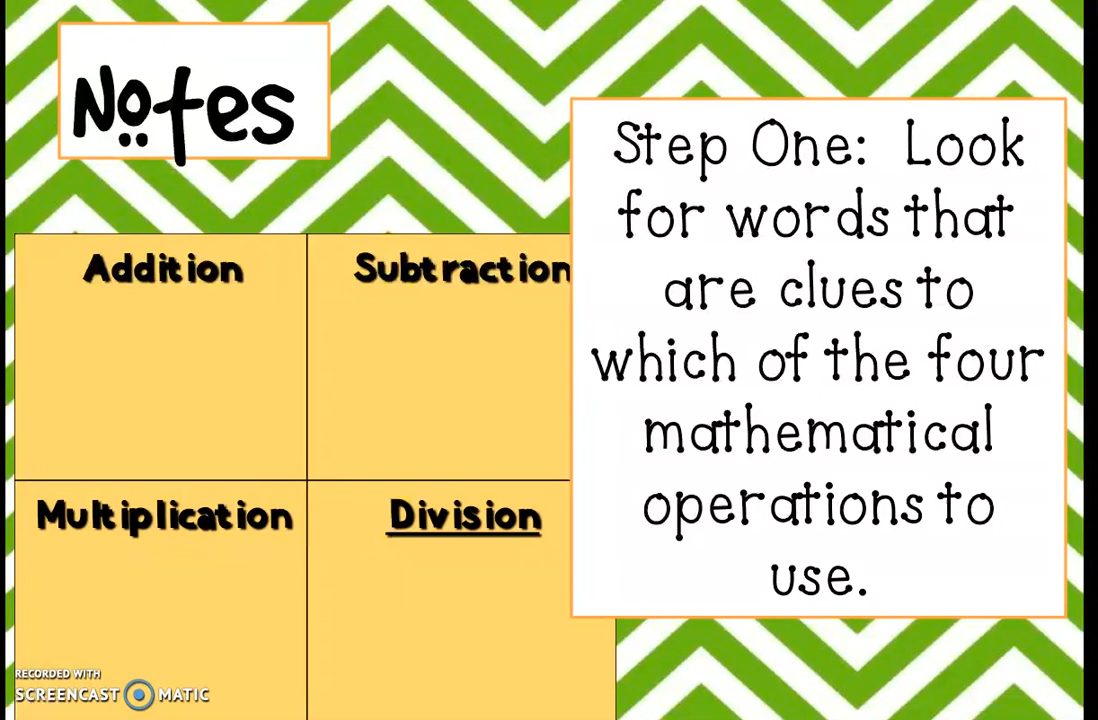 Notes
Step One: Look
for words that
are clues to
which of the four
mathematical
operations to
use.
Addition
Subtraction
Multiplication
Division
RECORDED WITH
SCREENCAST MATIC